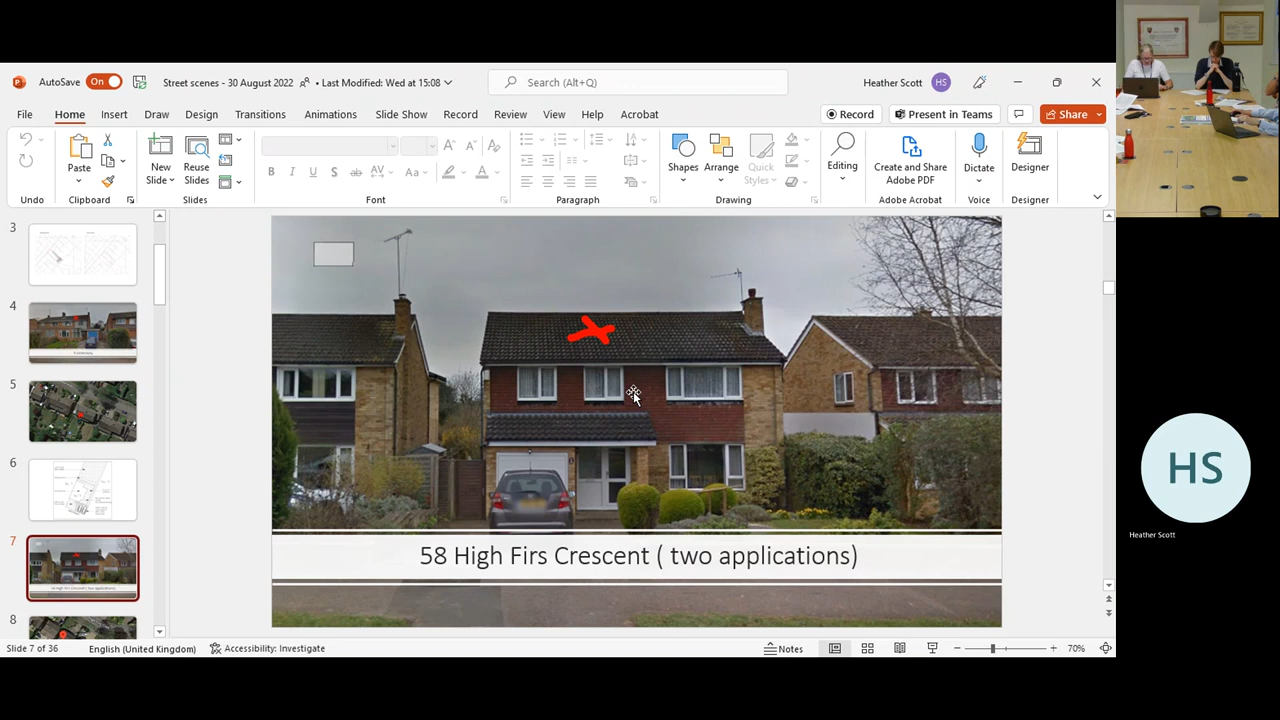 AutoSave On Street scenes - 30 August 2022 • Last Modified: Wed at 15:08 Search (Alt+Q) Heather Scott HS
File Home Insert Draw Design Transitions Animations Slide Show Record Review View Help Acrobat Record Present in Teams Share
Paste New Slide Reuse Slides B I U S ab AV Aa A A A Shapes Arrange Quick Styles Editing Create and Share Adobe PDF Dictate Designer
Undo Clipboard Slides Font Paragraph Drawing Adobe Acrobat Voice Designer
3
4
5
6
7
8
58 High Firs Crescent ( two applications)
HS
Heather Scott
Slide 7 of 36 English (United Kingdom) Accessibility: Investigate Notes 70%